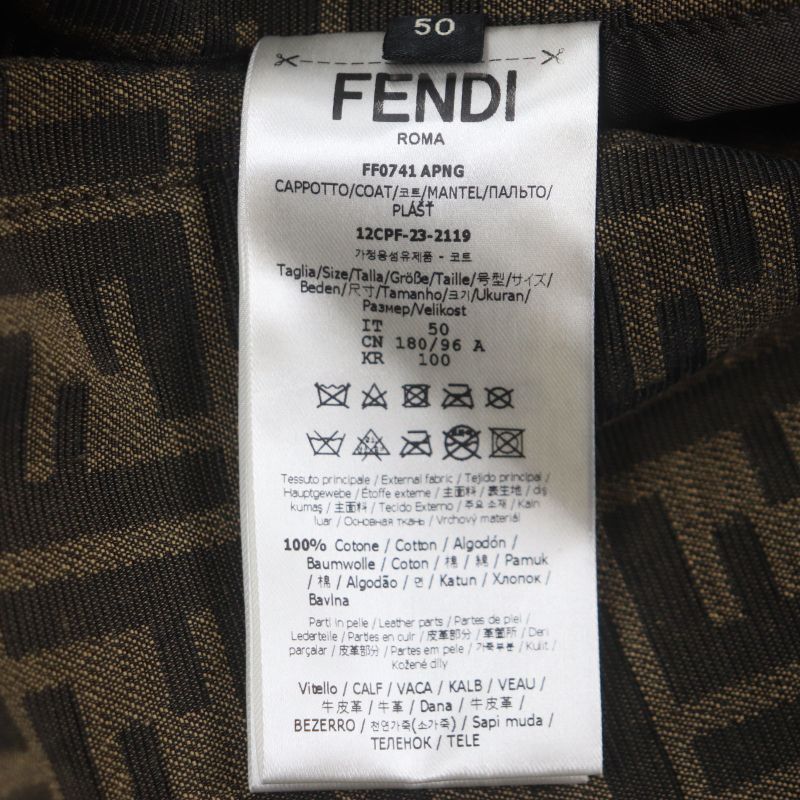 50
FENDI
ROMA
FF0741 APNG
CAPPOTTO/COAT/코트/MANTEL/ПАЛЬТО/
PLÁŠŤ
12CPF-23-2119
가정용섬유제품 - 코트
Taglia/Size/Talla/Größe/Taille/号型/サイズ/
Beden/尺寸/Tamanho/크기/Ukuran/
Размер/Velikost
IT 50
CN 180/96 A
KR 100
Tessuto principale / External fabric / Tejido principal /
Hauptgewebe / Étoffe externe / 主面料 / 表生地 / dış
kumaş / 主面料 / Tecido Externo / 주요 소재 / Kain
luar / Основная ткань / Vrchový materiál
100% Cotone / Cotton / Algodón /
Baumwolle / Coton / 棉 / 綿 / Pamuk
/ 棉 / Algodão / 면 / Katun / Хлопок /
Bavlna
Parti in pelle / Leather parts / Partes de piel /
Lederteile / Parties en cuir / 皮革部分 / 革箇所 / Deri
parçalar / 皮革部分 / Partes em pele / 가죽부분 / Kulit /
Kožené díly
Vitello / CALF / VACA / KALB / VEAU /
牛皮革 / 牛革 / Dana / 牛皮革 /
BEZERRO / 천연가죽(소가죽) / Sapi muda /
ТЕЛЕНОК / TELE